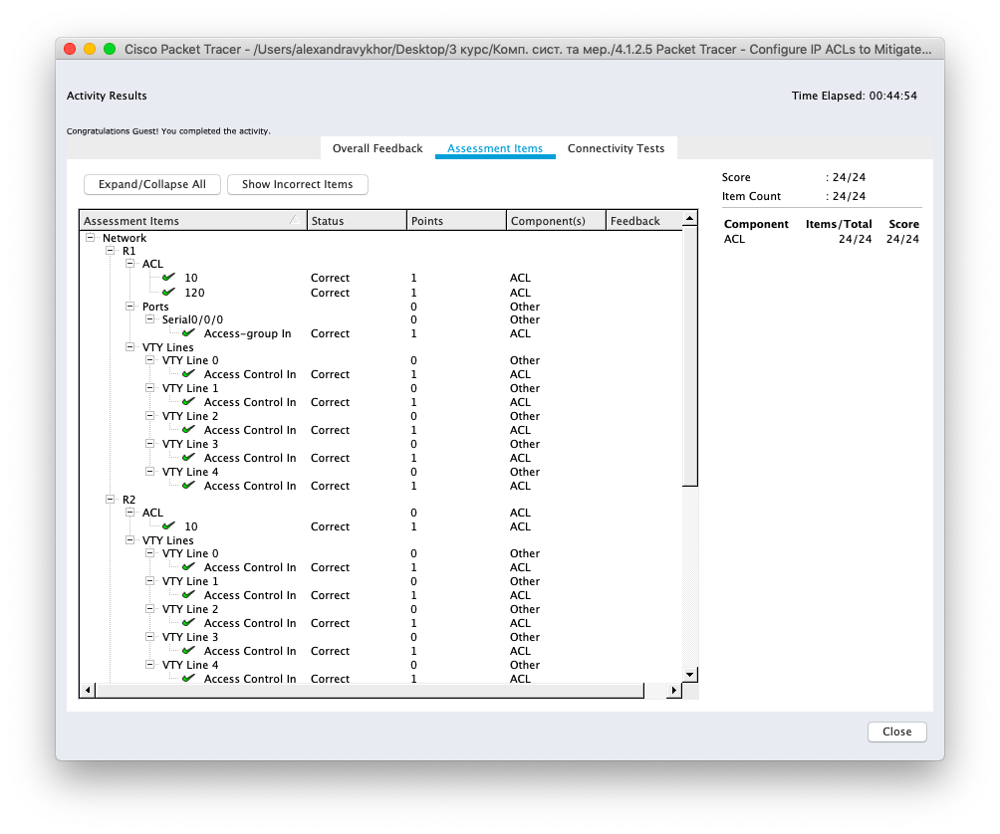 Cisco Packet Tracer - /Users/alexandravykhor/Desktop/3 курс/Комп. сист. та мер./4.1.2.5 Packet Tracer - Configure IP ACLs to Mitigate...
Activity Results
Time Elapsed: 00:44:54
Congratulations Guest! You completed the activity.
Overall Feedback Assessment Items Connectivity Tests
Expand/Collapse All Show Incorrect Items
Score : 24/24
Item Count : 24/24
Component Items/Total Score
ACL 24/24 24/24
Assessment Items Status Points Component(s) Feedback
Network
R1
ACL
10 Correct 1 ACL
120 Correct 1 ACL
Ports 0 Other
Serial0/0/0 0 Other
Access-group In Correct 1 ACL
VTY Lines
VTY Line 0 0 Other
Access Control In Correct 1 ACL
VTY Line 1 0 Other
Access Control In Correct 1 ACL
VTY Line 2 0 Other
Access Control In Correct 1 ACL
VTY Line 3 0 Other
Access Control In Correct 1 ACL
VTY Line 4 0 Other
Access Control In Correct 1 ACL
R2
ACL 0 ACL
10 Correct 1 ACL
VTY Lines
VTY Line 0 0 Other
Access Control In Correct 1 ACL
VTY Line 1 0 Other
Access Control In Correct 1 ACL
VTY Line 2 0 Other
Access Control In Correct 1 ACL
VTY Line 3 0 Other
Access Control In Correct 1 ACL
VTY Line 4 0 Other
Access Control In Correct 1 ACL
Close